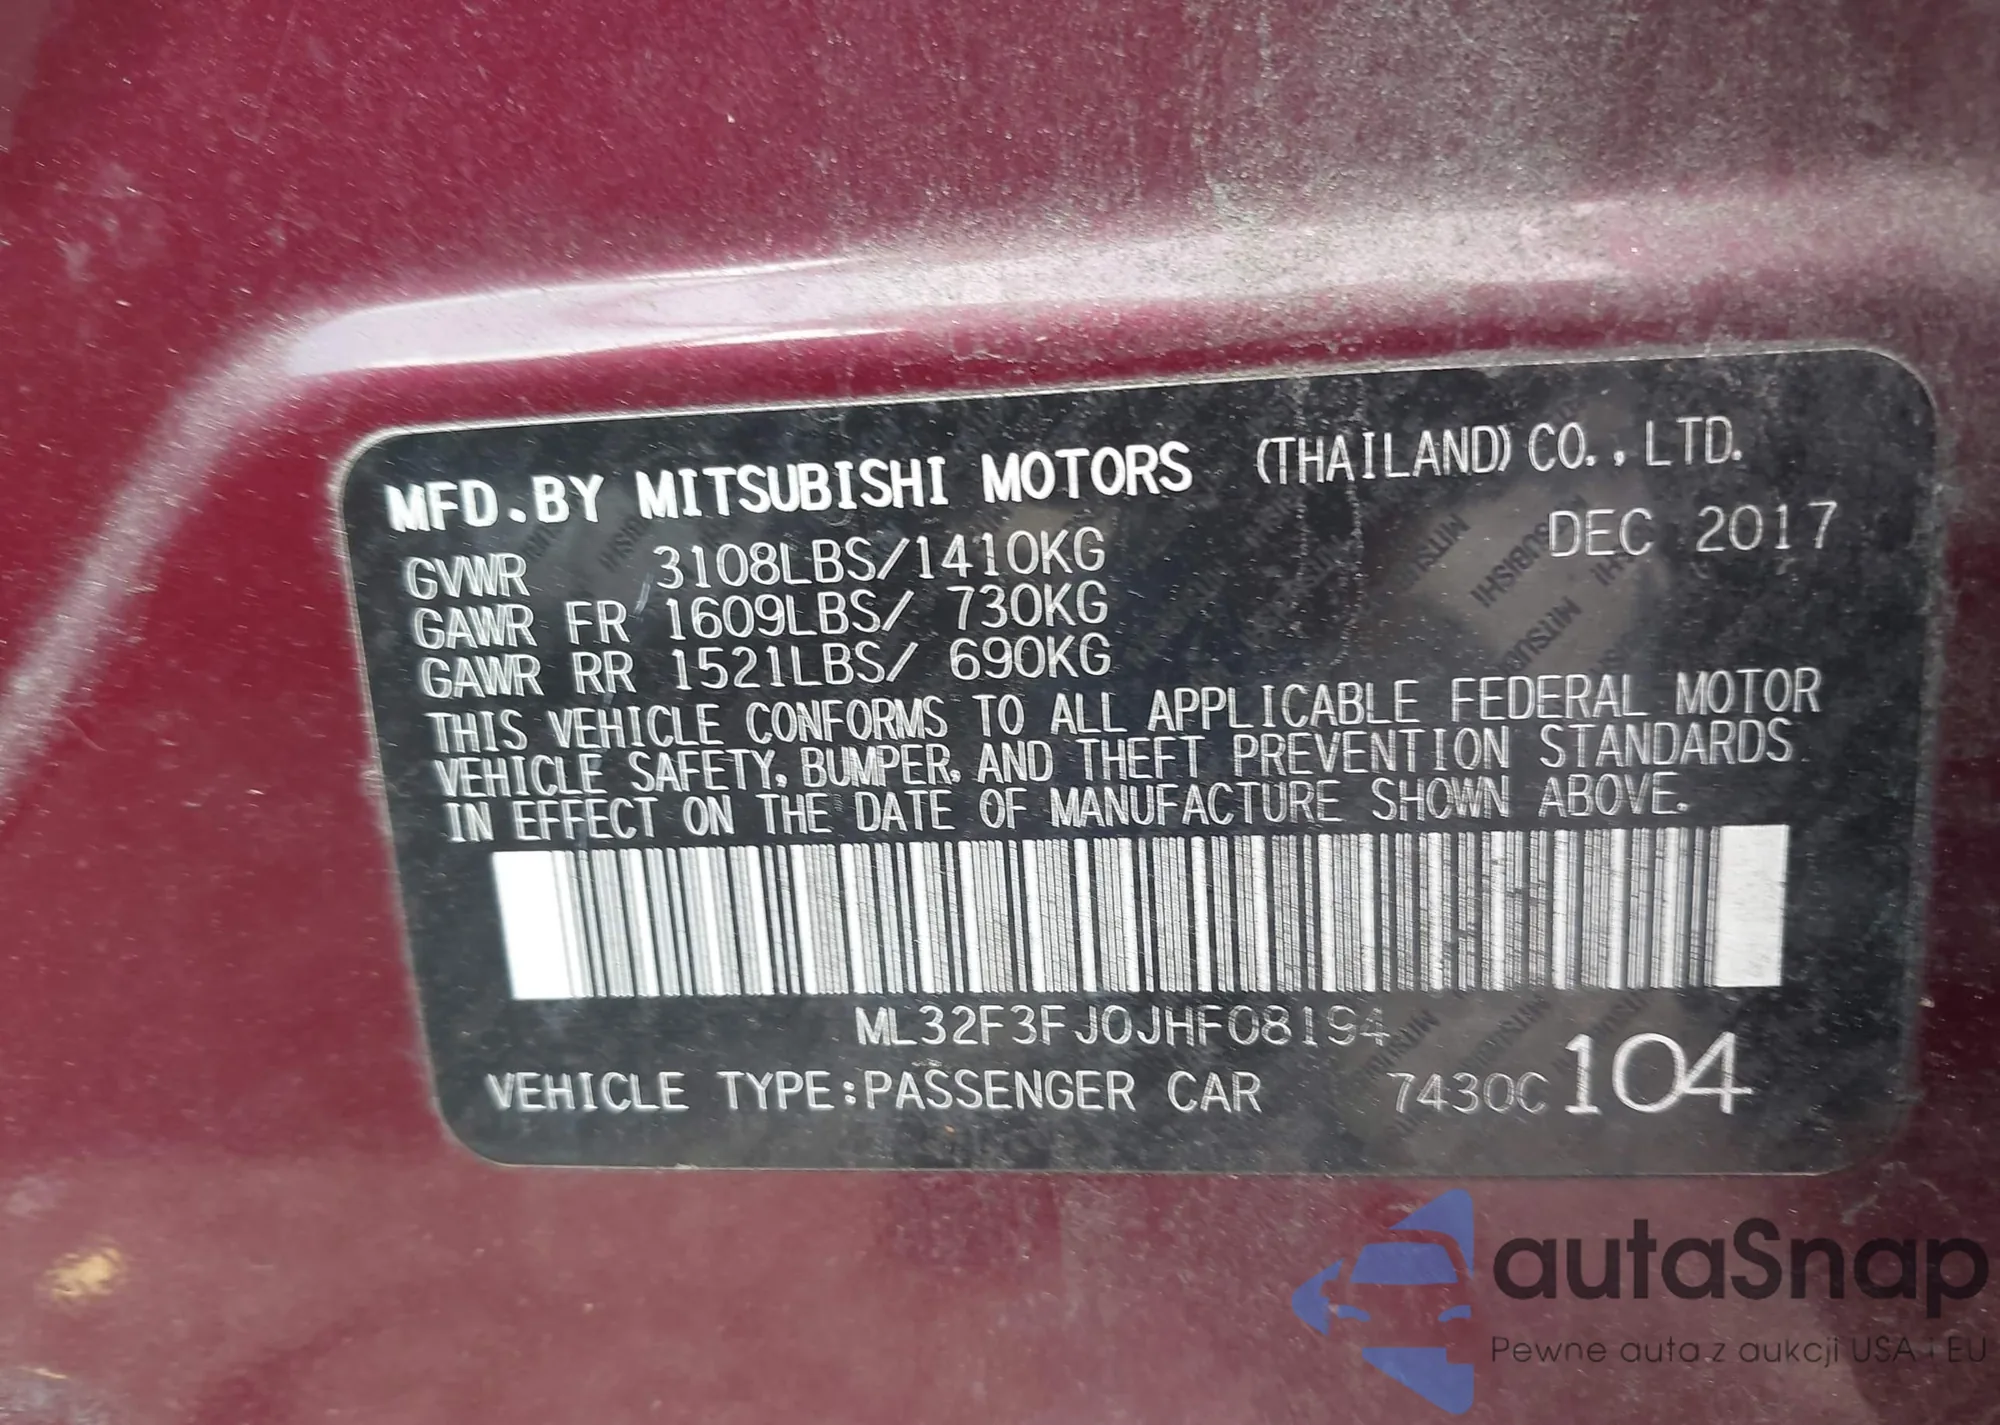 MFD.BY MITSUBISHI MOTORS (THAILAND) CO.,LTD.
DEC 2017
GVWR 3108LBS/1410KG
GAWR FR 1609LBS/ 730KG
GAWR RR 1521LBS/ 690KG
THIS VEHICLE CONFORMS TO ALL APPLICABLE FEDERAL MOTOR
VEHICLE SAFETY, BUMPER, AND THEFT PREVENTION STANDARDS
IN EFFECT ON THE DATE OF MANUFACTURE SHOWN ABOVE.
ML32F3FJ0JHF08194
VEHICLE TYPE:PASSENGER CAR 7430C 104
autaSnap
Pewne auta z aukcji USA i EU